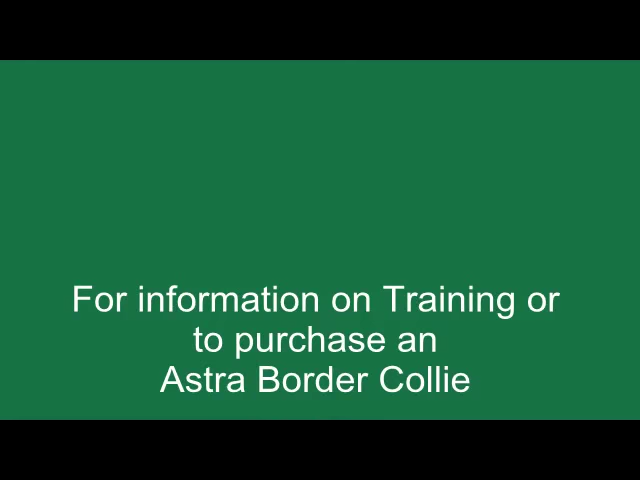 For information on Training or
to purchase an
Astra Border Collie